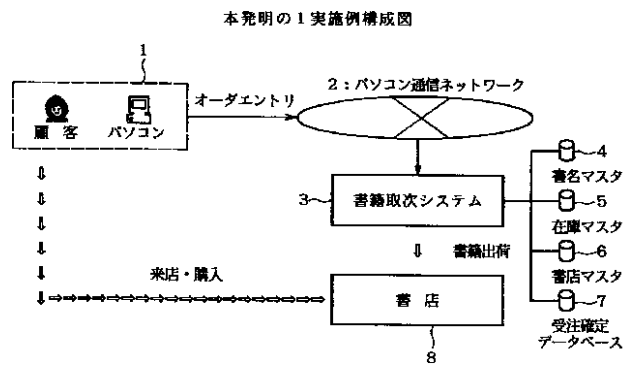 本発明の1実施例構成図
1
2：パソコン通信ネットワーク
オーダエントリ
顧客
パソコン
4
書名マスタ
3
書籍取次システム
5
在庫マスタ
書籍出荷
6
書店マスタ
来店・購入
書店
7
受注確定
データベース
8